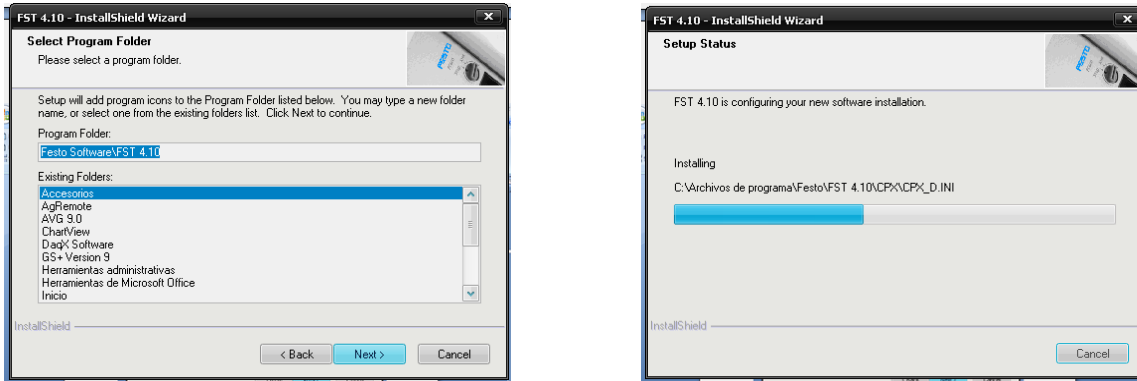 FST 4.10 - InstallShield Wizard
Select Program Folder
Please select a program folder.
FESTO
Setup will add program icons to the Program Folder listed below. You may type a new folder
name, or select one from the existing folders list. Click Next to continue.
Program Folder:
Festo Software\FST 4.10
Existing Folders:
Accesorios
AgRemote
AVG 9.0
ChartView
DaqX Software
GS+ Version 9
Herramientas administrativas
Herramientas de Microsoft Office
Inicio
InstallShield
< Back
Next >
Cancel
FST 4.10 - InstallShield Wizard
Setup Status
FESTO
FST 4.10 is configuring your new software installation.
Installing
C:\Archivos de programa\Festo\FST 4.10\CPX\CPX_D.INI
InstallShield
Cancel